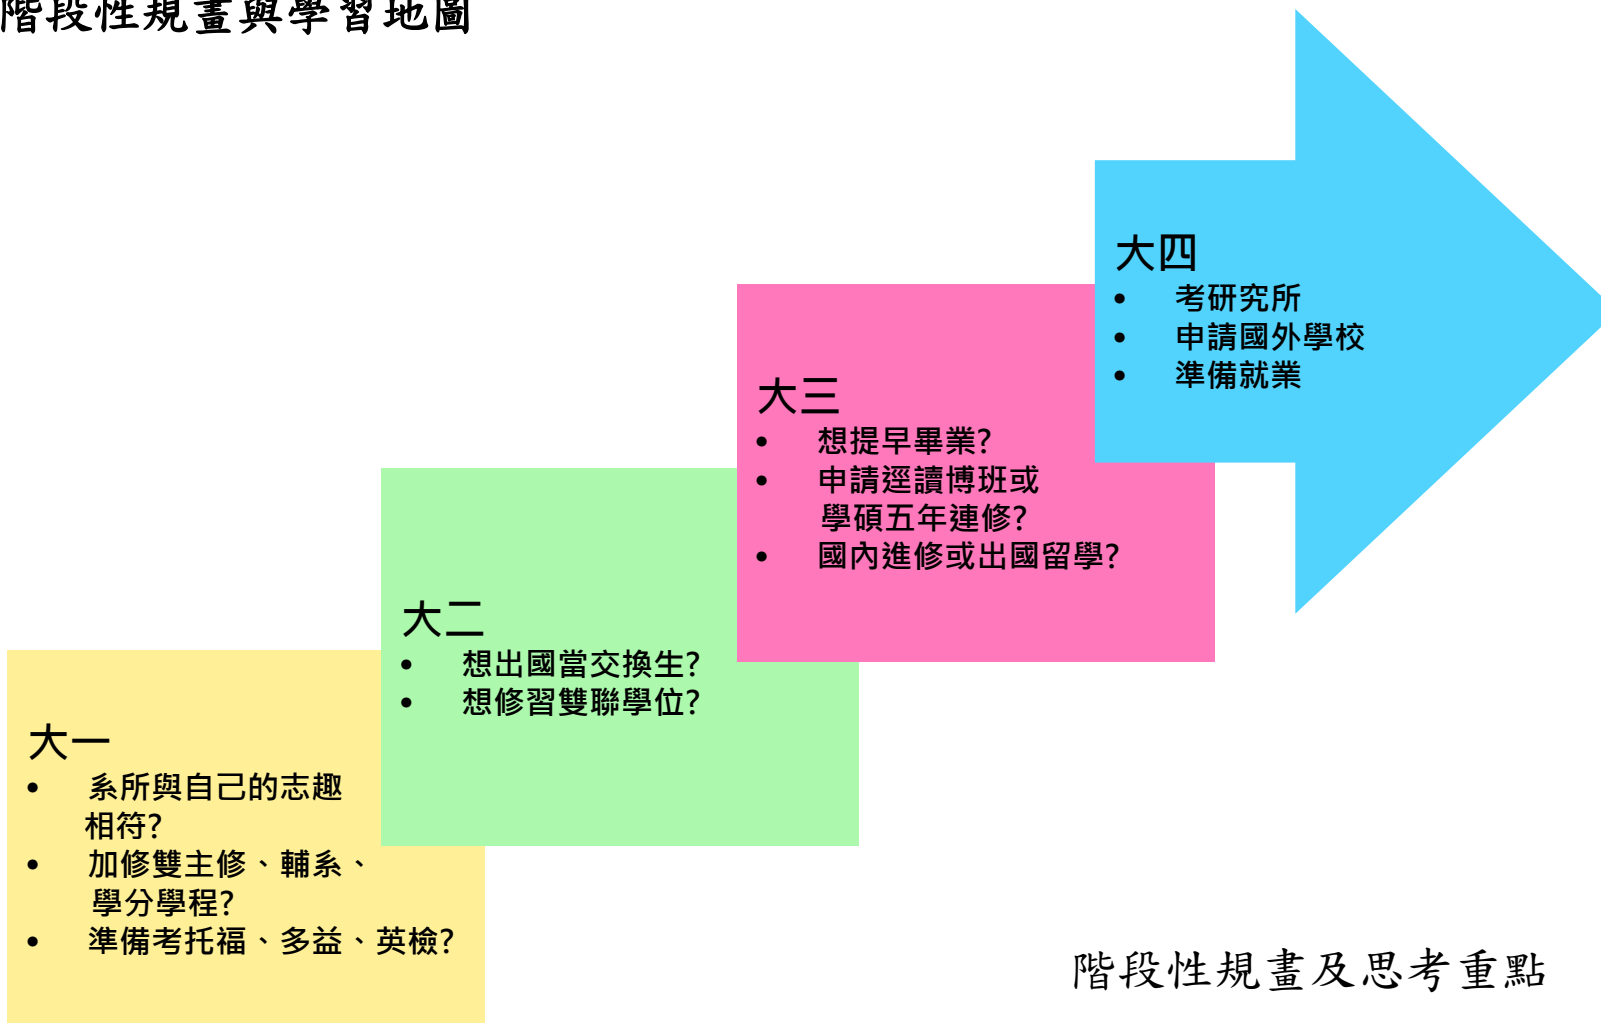 階段性規畫與學習地圖
大四
• 考研究所
• 申請國外學校
• 準備就業
大三
• 想提早畢業?
• 申請逕讀博班或
學碩五年連修?
• 國內進修或出國留學?
大二
• 想出國當交換生?
• 想修習雙聯學位?
大一
• 系所與自己的志趣
相符?
• 加修雙主修、輔系、
學分學程?
• 準備考托福、多益、英檢?
階段性規畫及思考重點